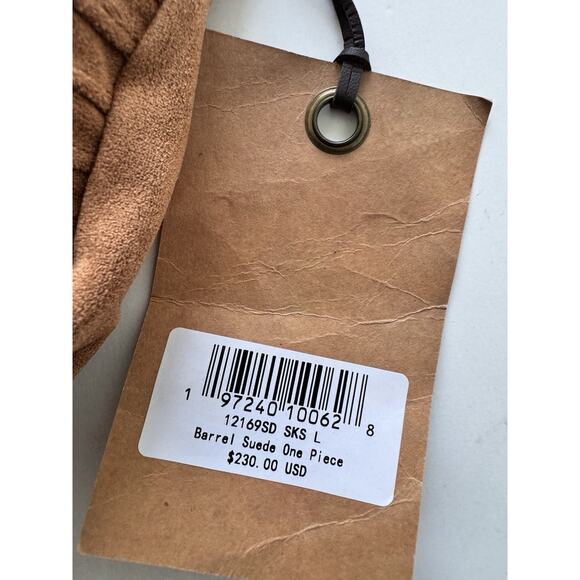 1 97240 10062 8
12169SD SKS L
Barrel Suede One Piece
$230.00 USD